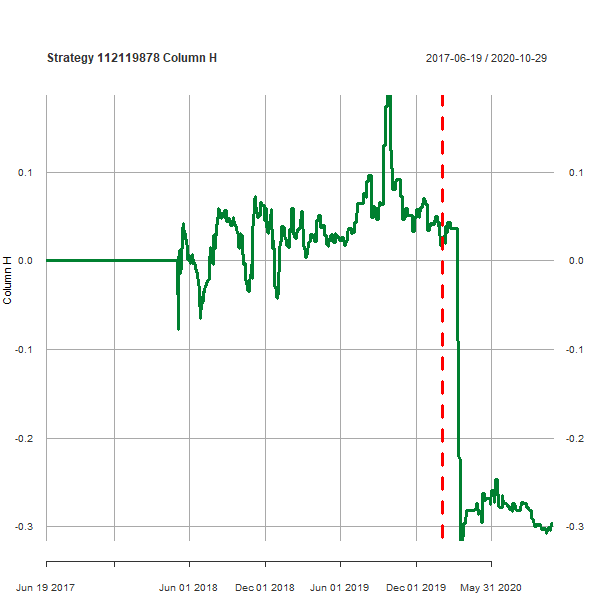 Strategy 112119878 Column H
2017-06-19 / 2020-10-29
0.1 0.1
0.0 0.0
-0.1 -0.1
-0.2 -0.2
-0.3 -0.3
Column H
Jun 19 2017 Jun 01 2018 Dec 01 2018 Jun 01 2019 Dec 01 2019 May 31 2020